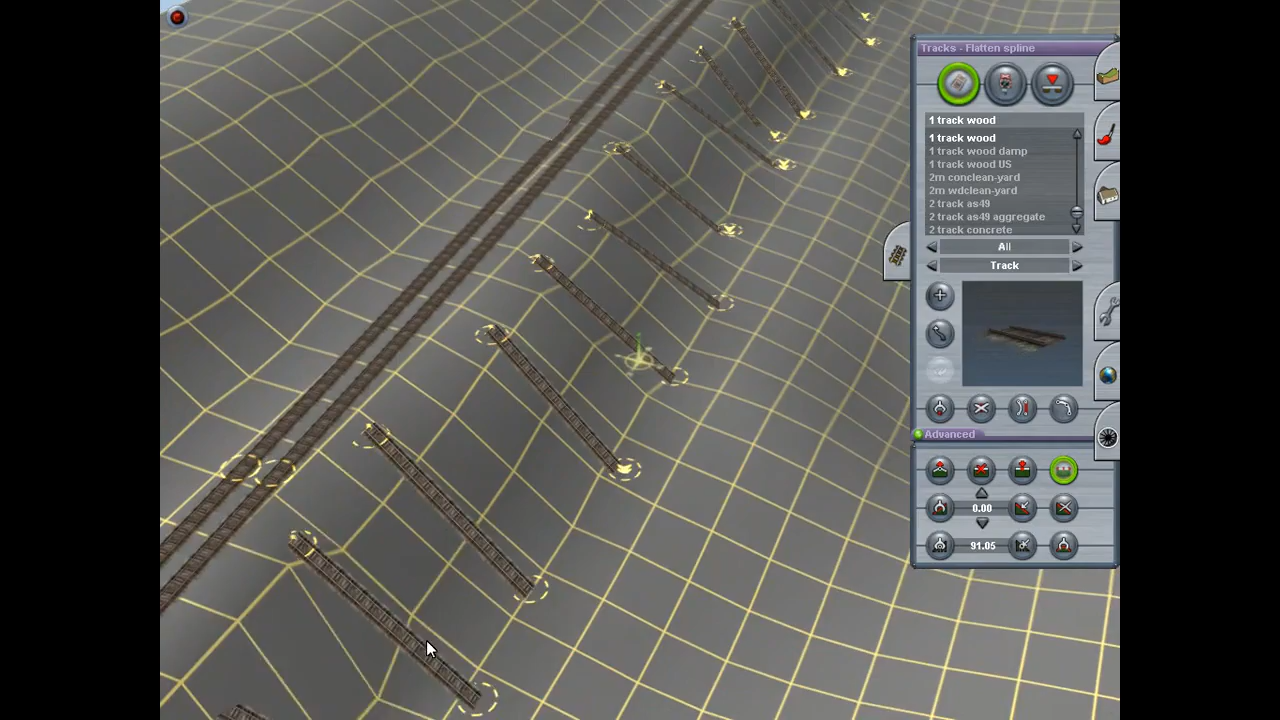 Tracks - Flatten spline
1 track wood
1 track wood
1 track wood damp
1 track wood US
2m conclean-yard
2m wdclean-yard
2 track as49
2 track as49 aggregate
2 track concrete
All
Track
Advanced
0.00
91.05